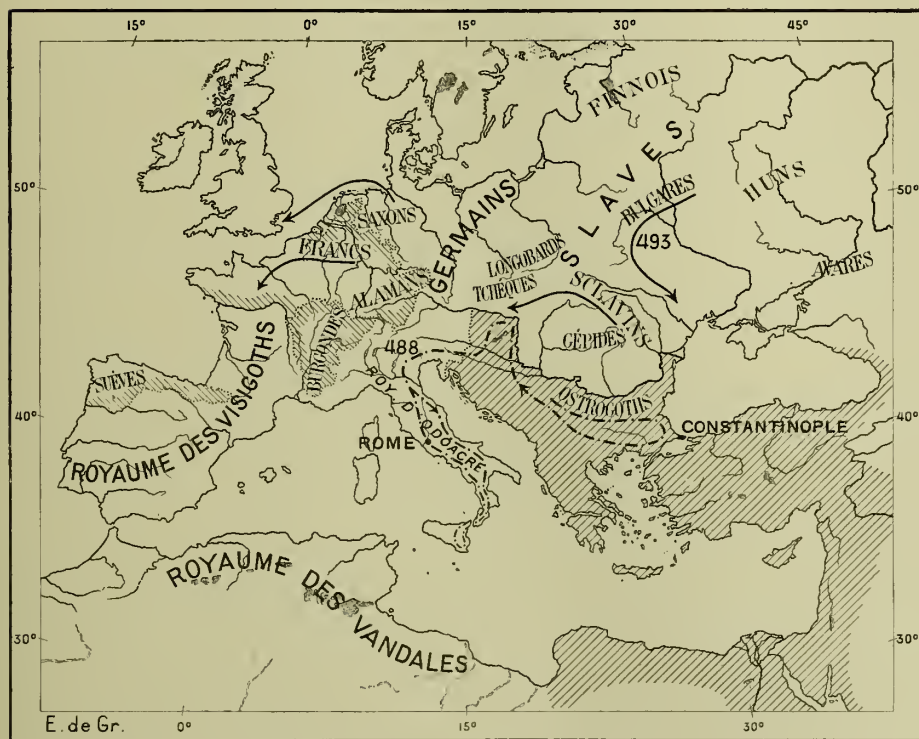 15° 0° 15° 30° 45°
FINNOIS
SLAVES
HUNS
50° 50°
BULGARES
SAXONS
GERMAINS
493
FRANCS
LONGOBARDS
AVARES
ALAMANS
TCHÉQUES
SCLAVINS
BURGONDES
GÉPIDES
488
SUÈVES
OSTROGOTHS
40° 40°
ROYAUME DES VISIGOTHS
ROY. D'ODOACRE
CONSTANTINOPLE
ROME
ROYAUME DES VANDALES
30° 30°
E. de Gr.
0° 15° 30°